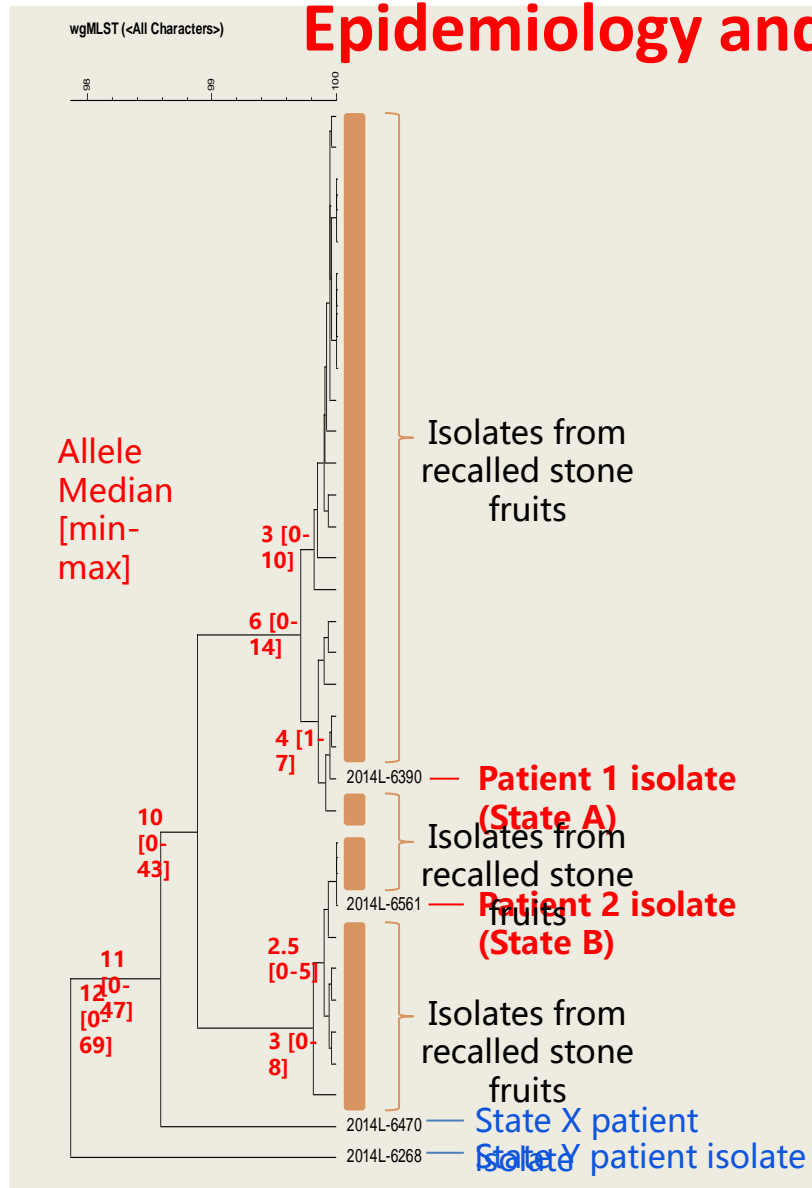 Epidemiology and
wgMLST (<All Characters>)
98
99
100
Allele
Median
[min-
max]
Isolates from
recalled stone
fruits
3 [0-
10]
6 [0-
14]
4 [1-
7]
2014L-6390
Patient 1 isolate
(State A)
10
[0-
43]
Isolates from
recalled stone
fruits
2014L-6561
Patient 2 isolate
(State B)
2.5
[0-5]
11
[0-
47]
12
[0-
69]
Isolates from
recalled stone
fruits
3 [0-
8]
2014L-6470
State X patient
isolate
2014L-6268
State Y patient isolate